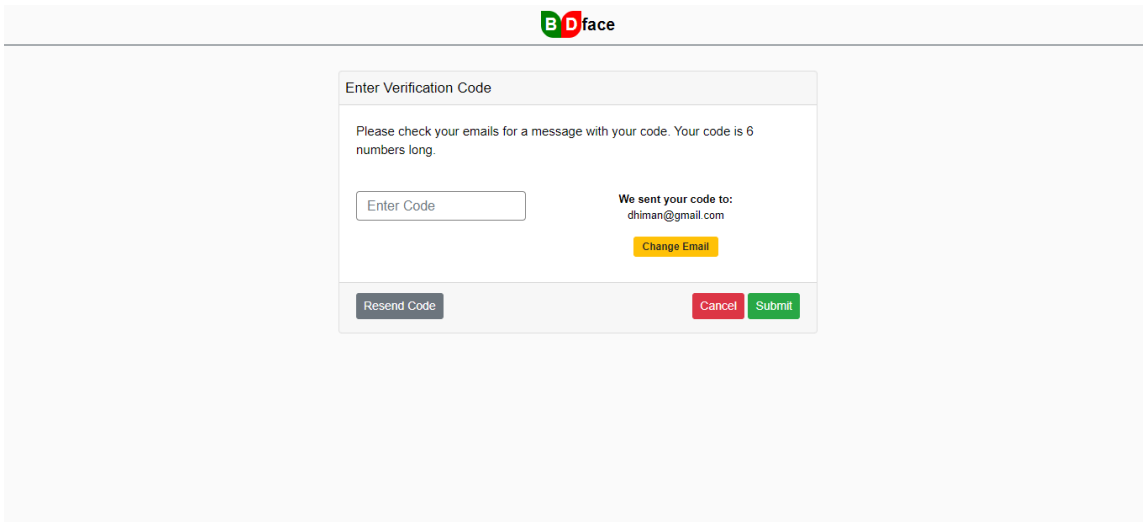 BDface
Enter Verification Code
Please check your emails for a message with your code. Your code is 6
numbers long.
Enter Code
We sent your code to:
dhiman@gmail.com
Change Email
Resend Code
Cancel
Submit